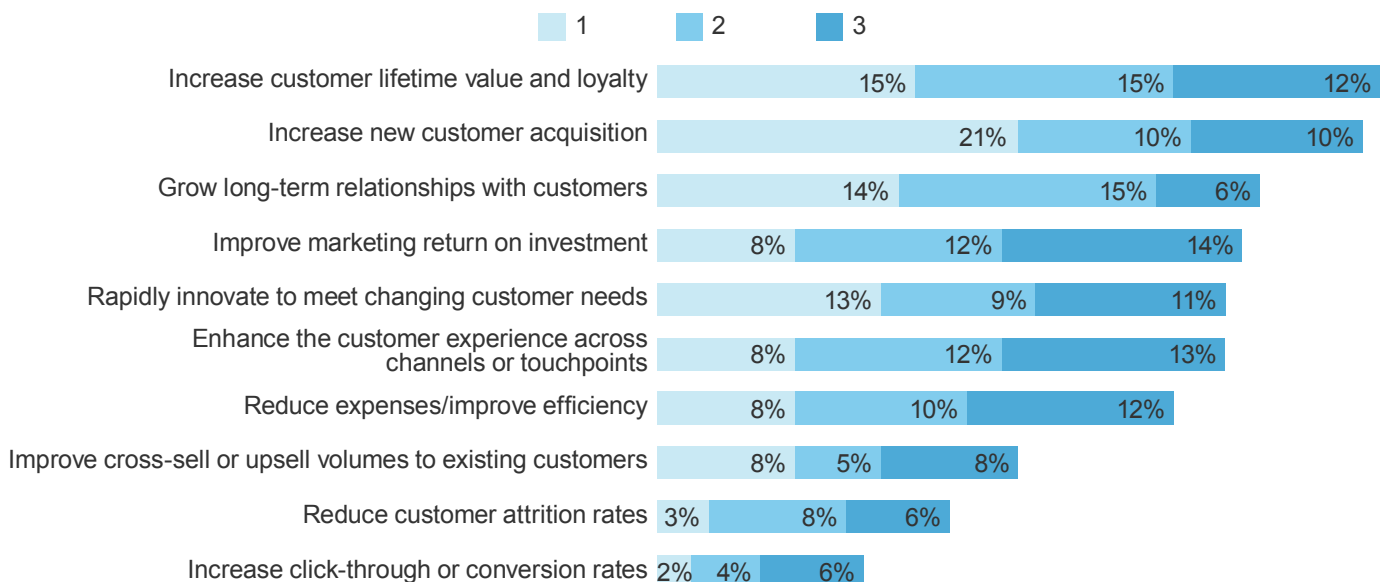 1 2 3
Increase customer lifetime value and loyalty 15% 15% 12%
Increase new customer acquisition 21% 10% 10%
Grow long-term relationships with customers 14% 15% 6%
Improve marketing return on investment 8% 12% 14%
Rapidly innovate to meet changing customer needs 13% 9% 11%
Enhance the customer experience across
channels or touchpoints 8% 12% 13%
Reduce expenses/improve efficiency 8% 10% 12%
Improve cross-sell or upsell volumes to existing customers 8% 5% 8%
Reduce customer attrition rates 3% 8% 6%
Increase click-through or conversion rates 2% 4% 6%